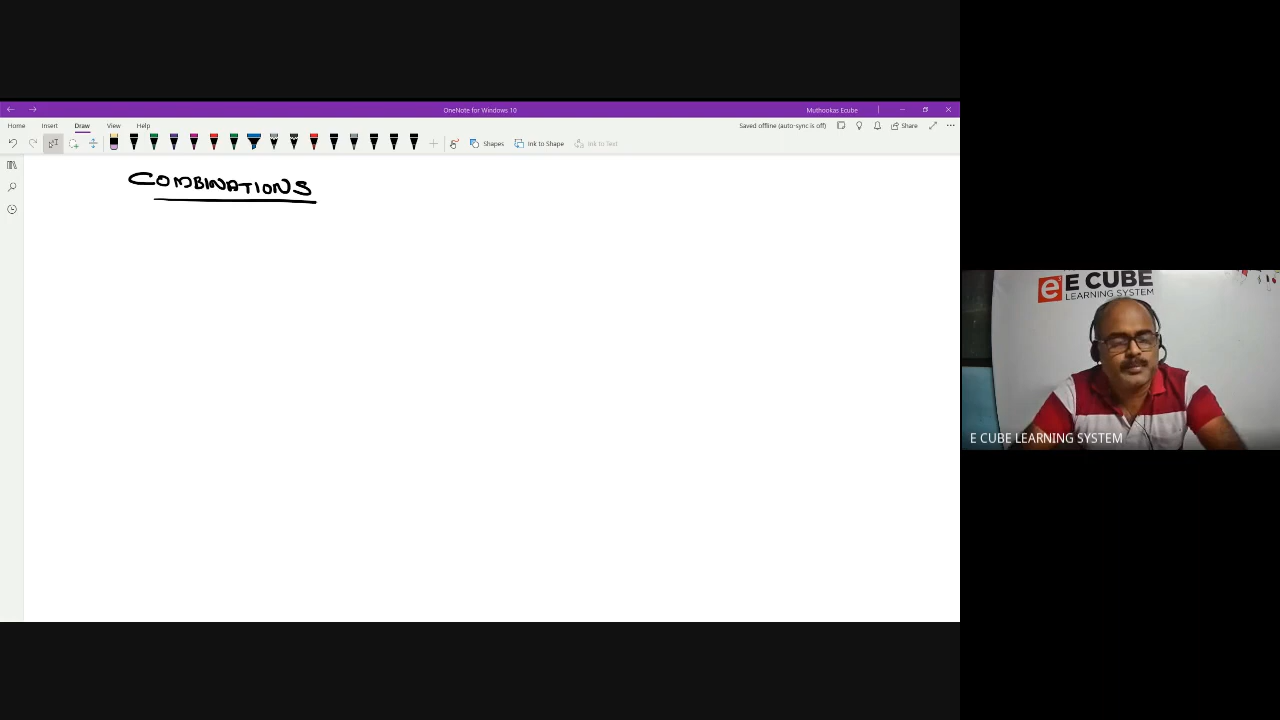 OneNote for Windows 10
Muthookas Ecube
Home Insert Draw View Help
Saved offline (auto-sync is off)
Share
Shapes
Ink to Shape
Ink to Text
COMBINATIONS
e³ E CUBE
LEARNING SYSTEM
E CUBE LEARNING SYSTEM